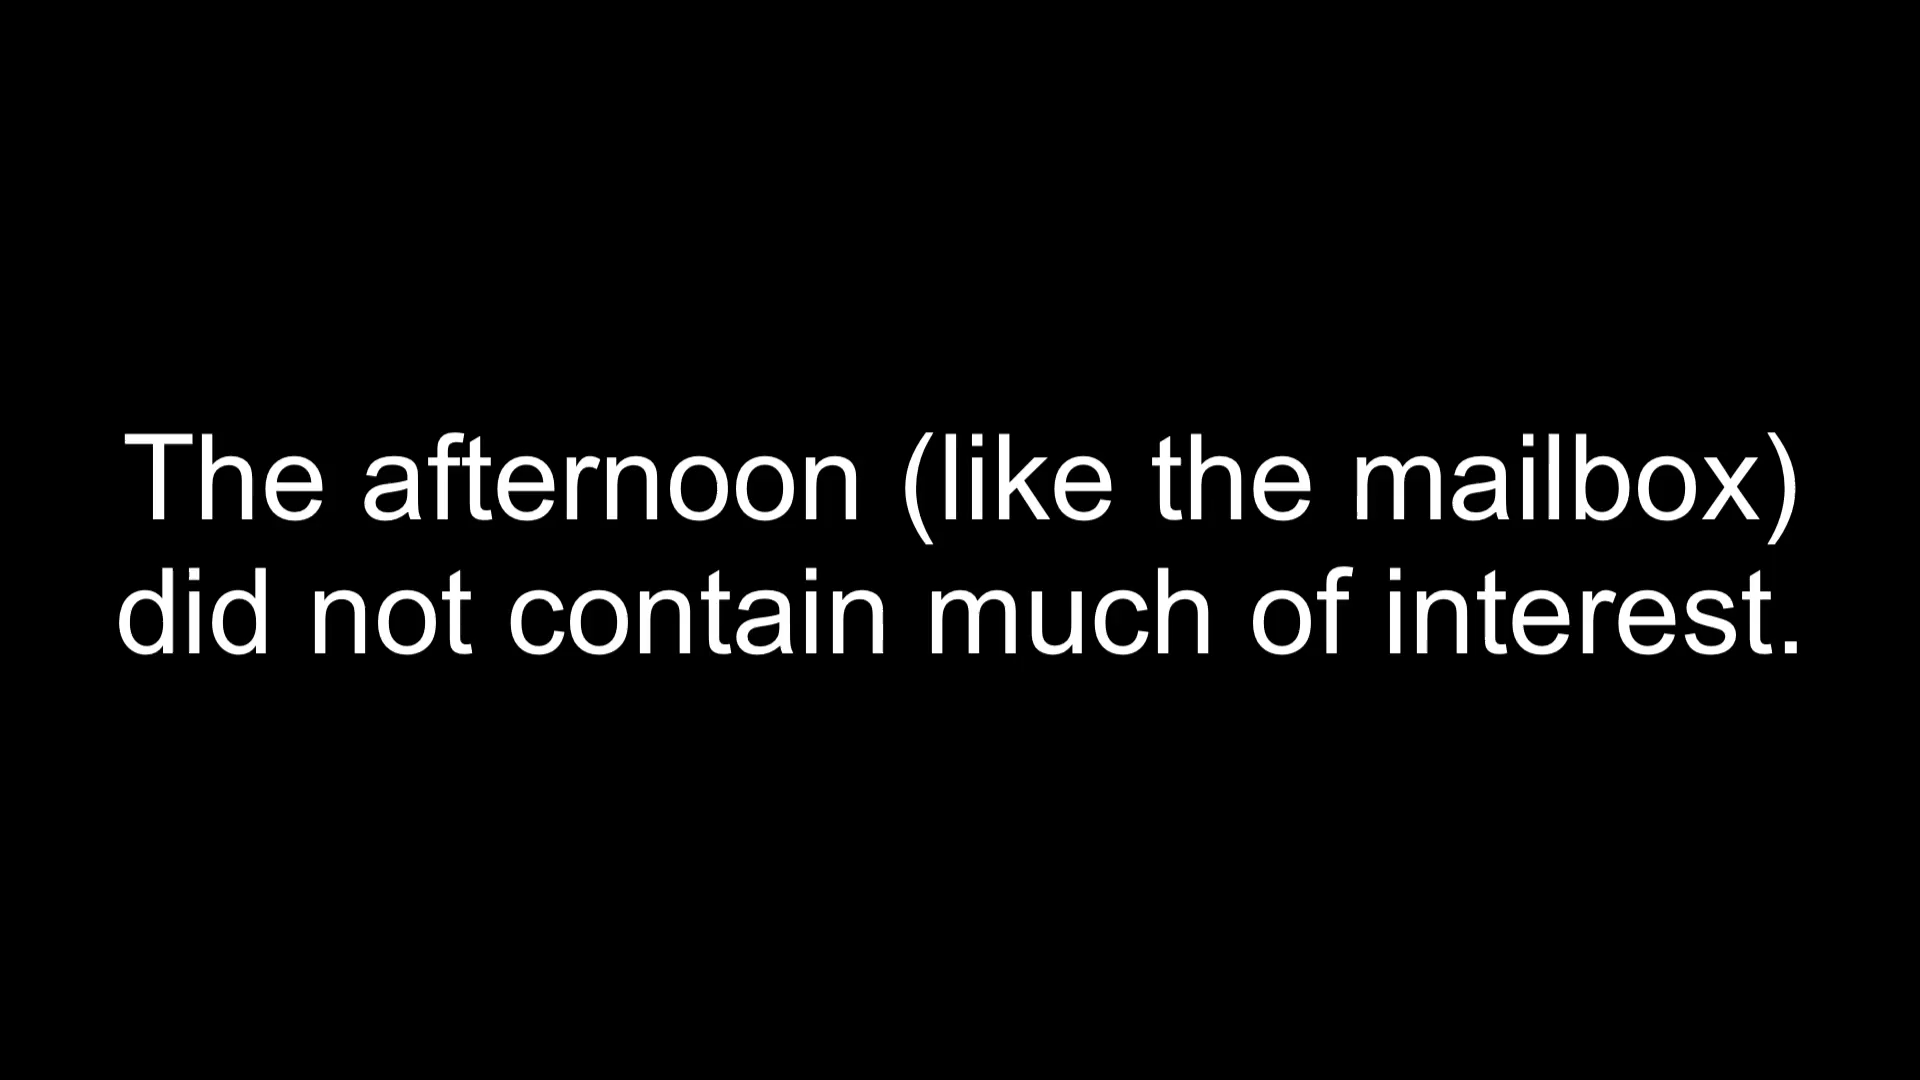 The afternoon (like the mailbox)
did not contain much of interest.